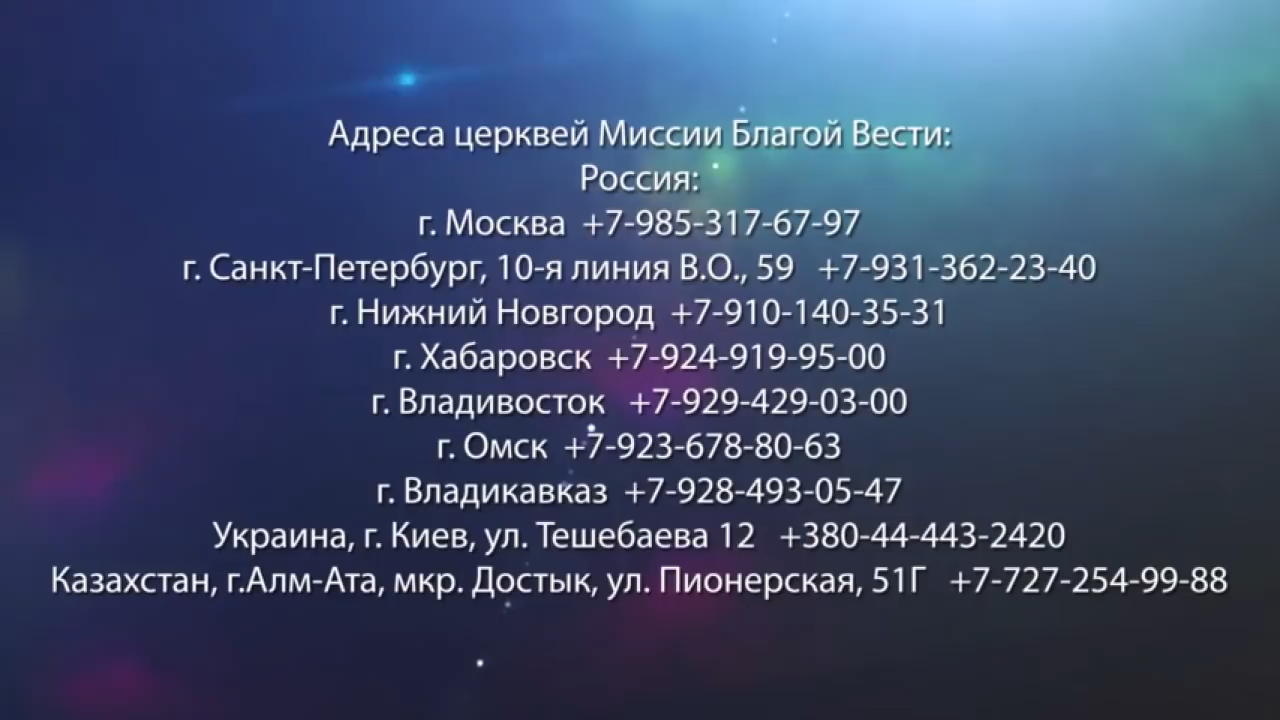 Адреса церквей Миссии Благой Вести:
Россия:
г. Москва +7-985-317-67-97
г. Санкт-Петербург, 10-я линия В.О., 59 +7-931-362-23-40
г. Нижний Новгород +7-910-140-35-31
г. Хабаровск +7-924-919-95-00
г. Владивосток +7-929-429-03-00
г. Омск +7-923-678-80-63
г. Владикавказ +7-928-493-05-47
Украина, г. Киев, ул. Тешебаева 12 +380-44-443-2420
Казахстан, г.Алм-Ата, мкр. Достык, ул. Пионерская, 51Г +7-727-254-99-88